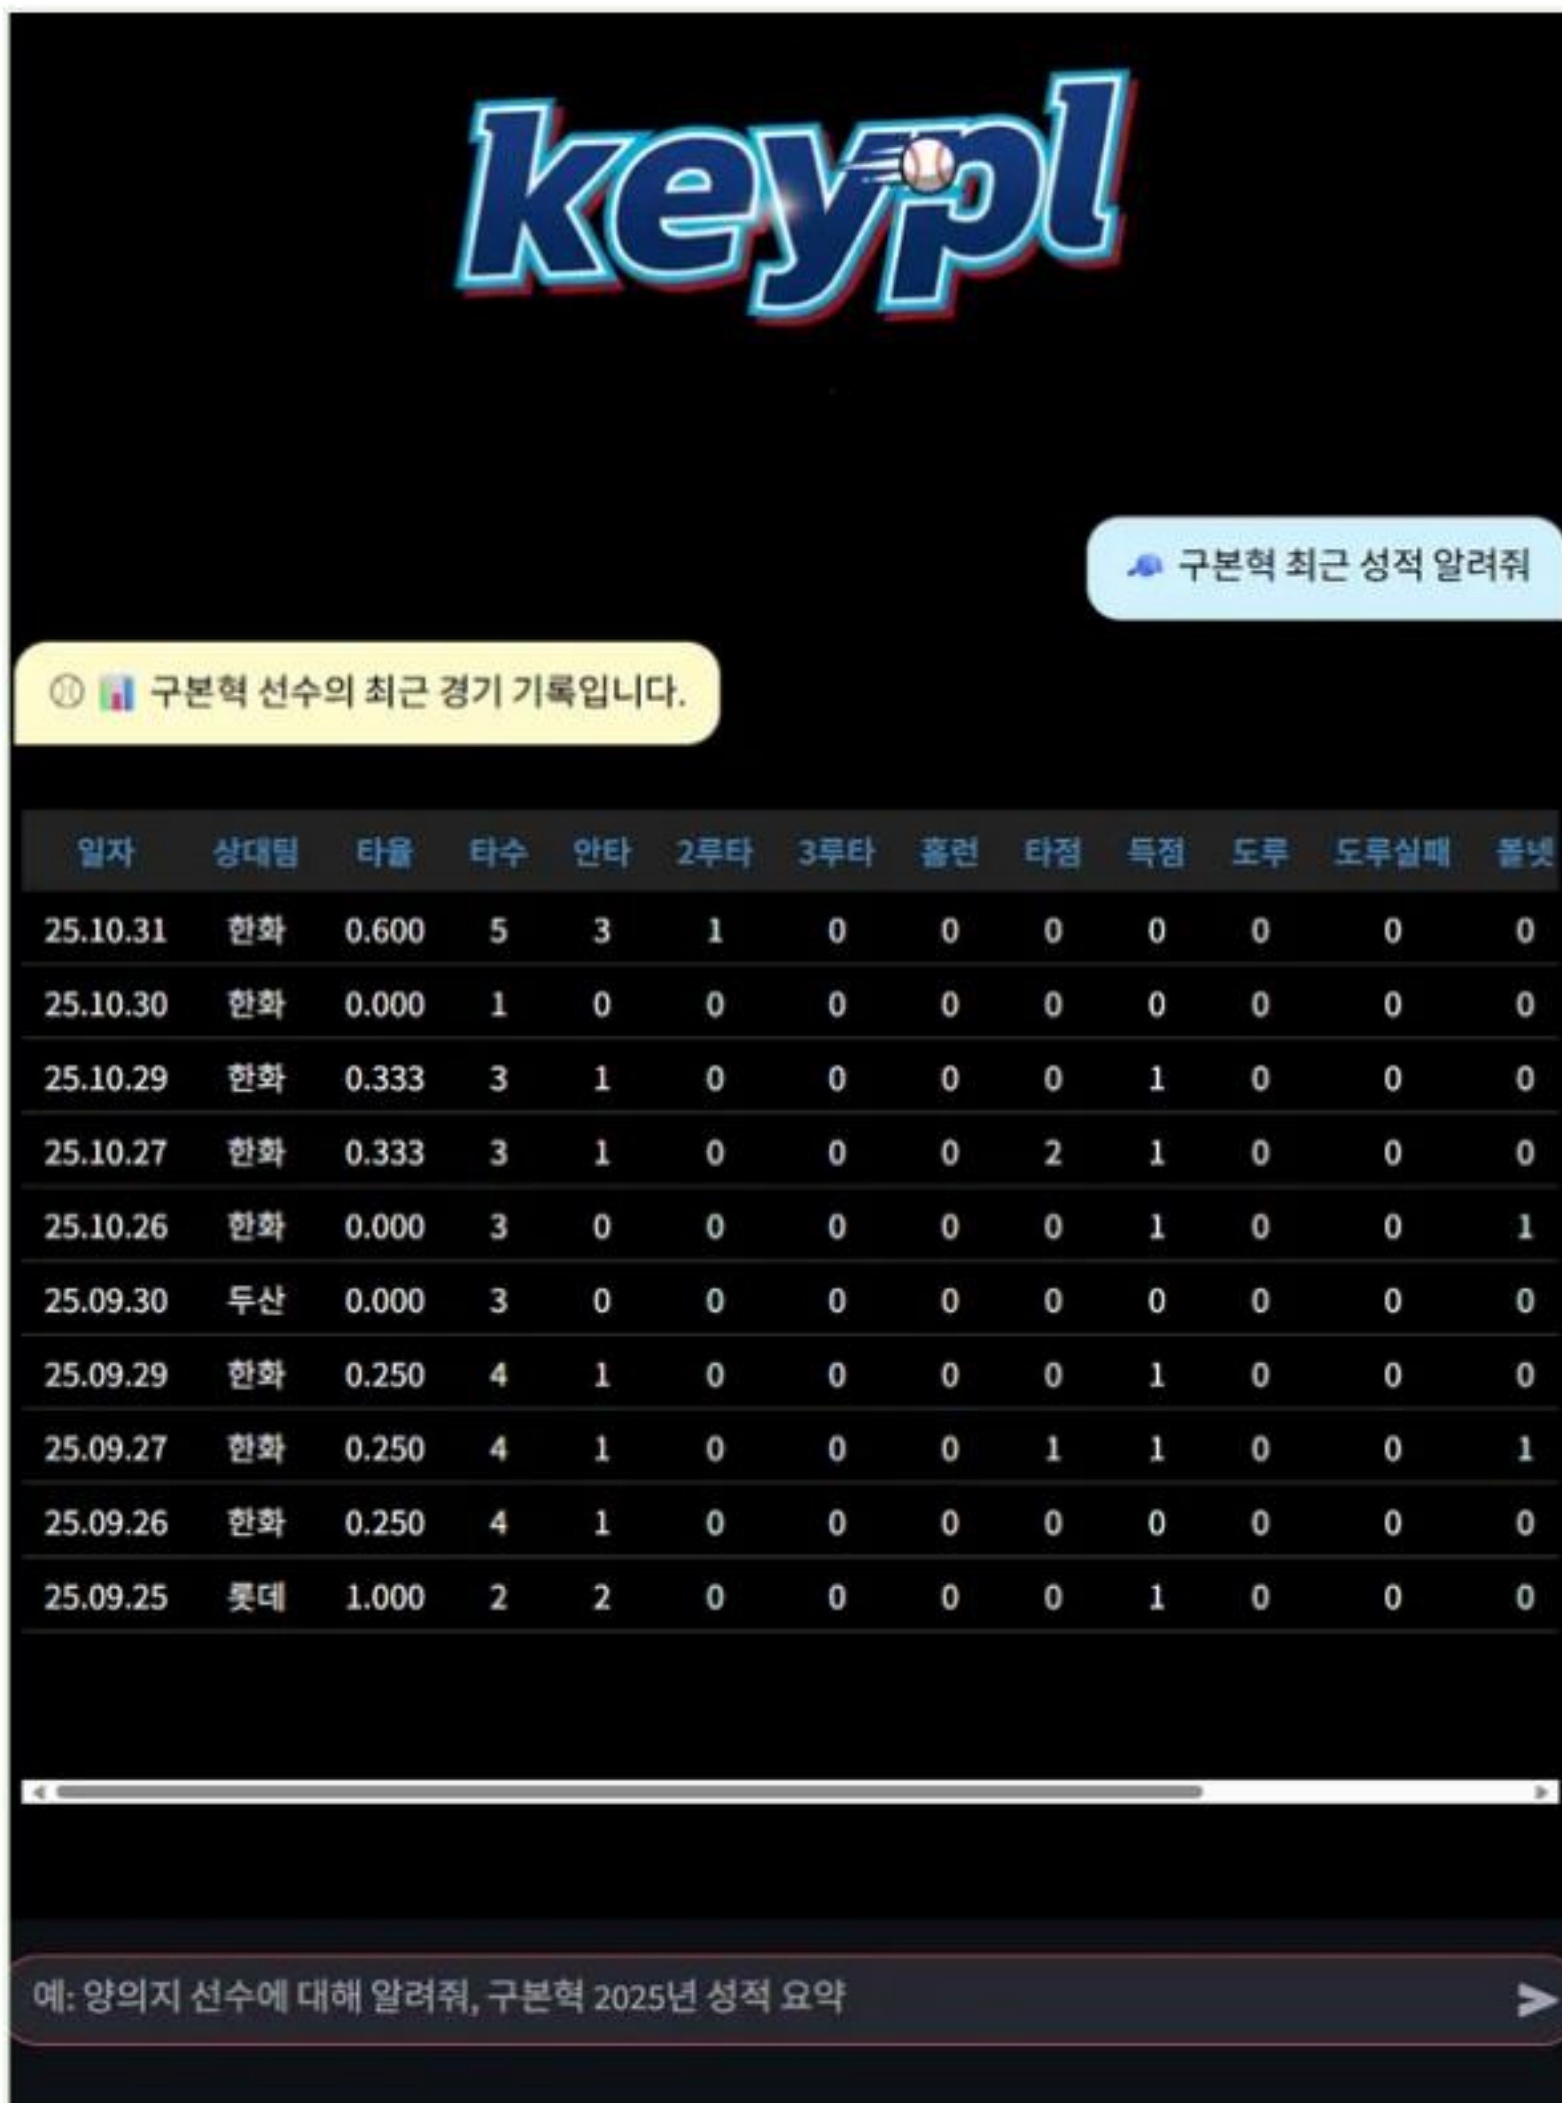 keypl
구본혁 최근 성적 알려줘
구본혁 선수의 최근 경기 기록입니다.
일자 상대팀 타율 타수 안타 2루타 3루타 홈런 타점 득점 도루 도루실패 볼넷
25.10.31 한화 0.600 5 3 1 0 0 0 0 0 0 0
25.10.30 한화 0.000 1 0 0 0 0 0 0 0 0 0
25.10.29 한화 0.333 3 1 0 0 0 0 1 0 0 0
25.10.27 한화 0.333 3 1 0 0 0 2 1 0 0 0
25.10.26 한화 0.000 3 0 0 0 0 0 1 0 0 1
25.09.30 두산 0.000 3 0 0 0 0 0 0 0 0 0
25.09.29 한화 0.250 4 1 0 0 0 0 1 0 0 0
25.09.27 한화 0.250 4 1 0 0 0 1 1 0 0 1
25.09.26 한화 0.250 4 1 0 0 0 0 0 0 0 0
25.09.25 롯데 1.000 2 2 0 0 0 0 1 0 0 0
예: 양의지 선수에 대해 알려줘, 구본혁 2025년 성적 요약